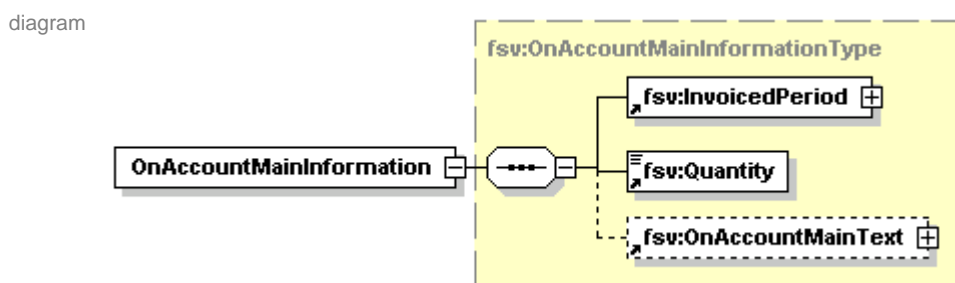 diagram
fsv:OnAccountMainInformationType
fsv:InvoicedPeriod
OnAccountMainInformation
fsv:Quantity
fsv:OnAccountMainText